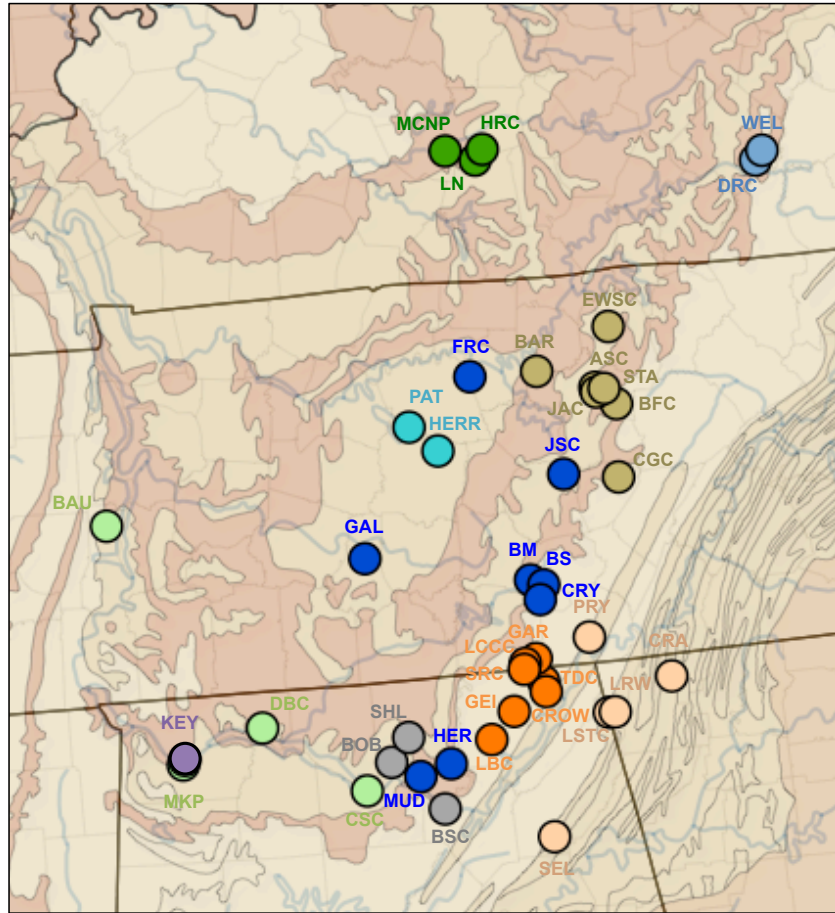 MCNP
HRC
WEL
LN
DRC
EWSC
FRC
BAR
ASC
STA
PAT
JAC
BFC
HERR
JSC
CGC
BAU
GAL
BM
BS
CRY
PRY
GAR
LCCG
CRA
SRC
TDC
LRW
DBC
GEI
CROW
LSTC
KEY
SHL
BOB
HER
LBC
MKP
CSC
MUD
BSC
SEL